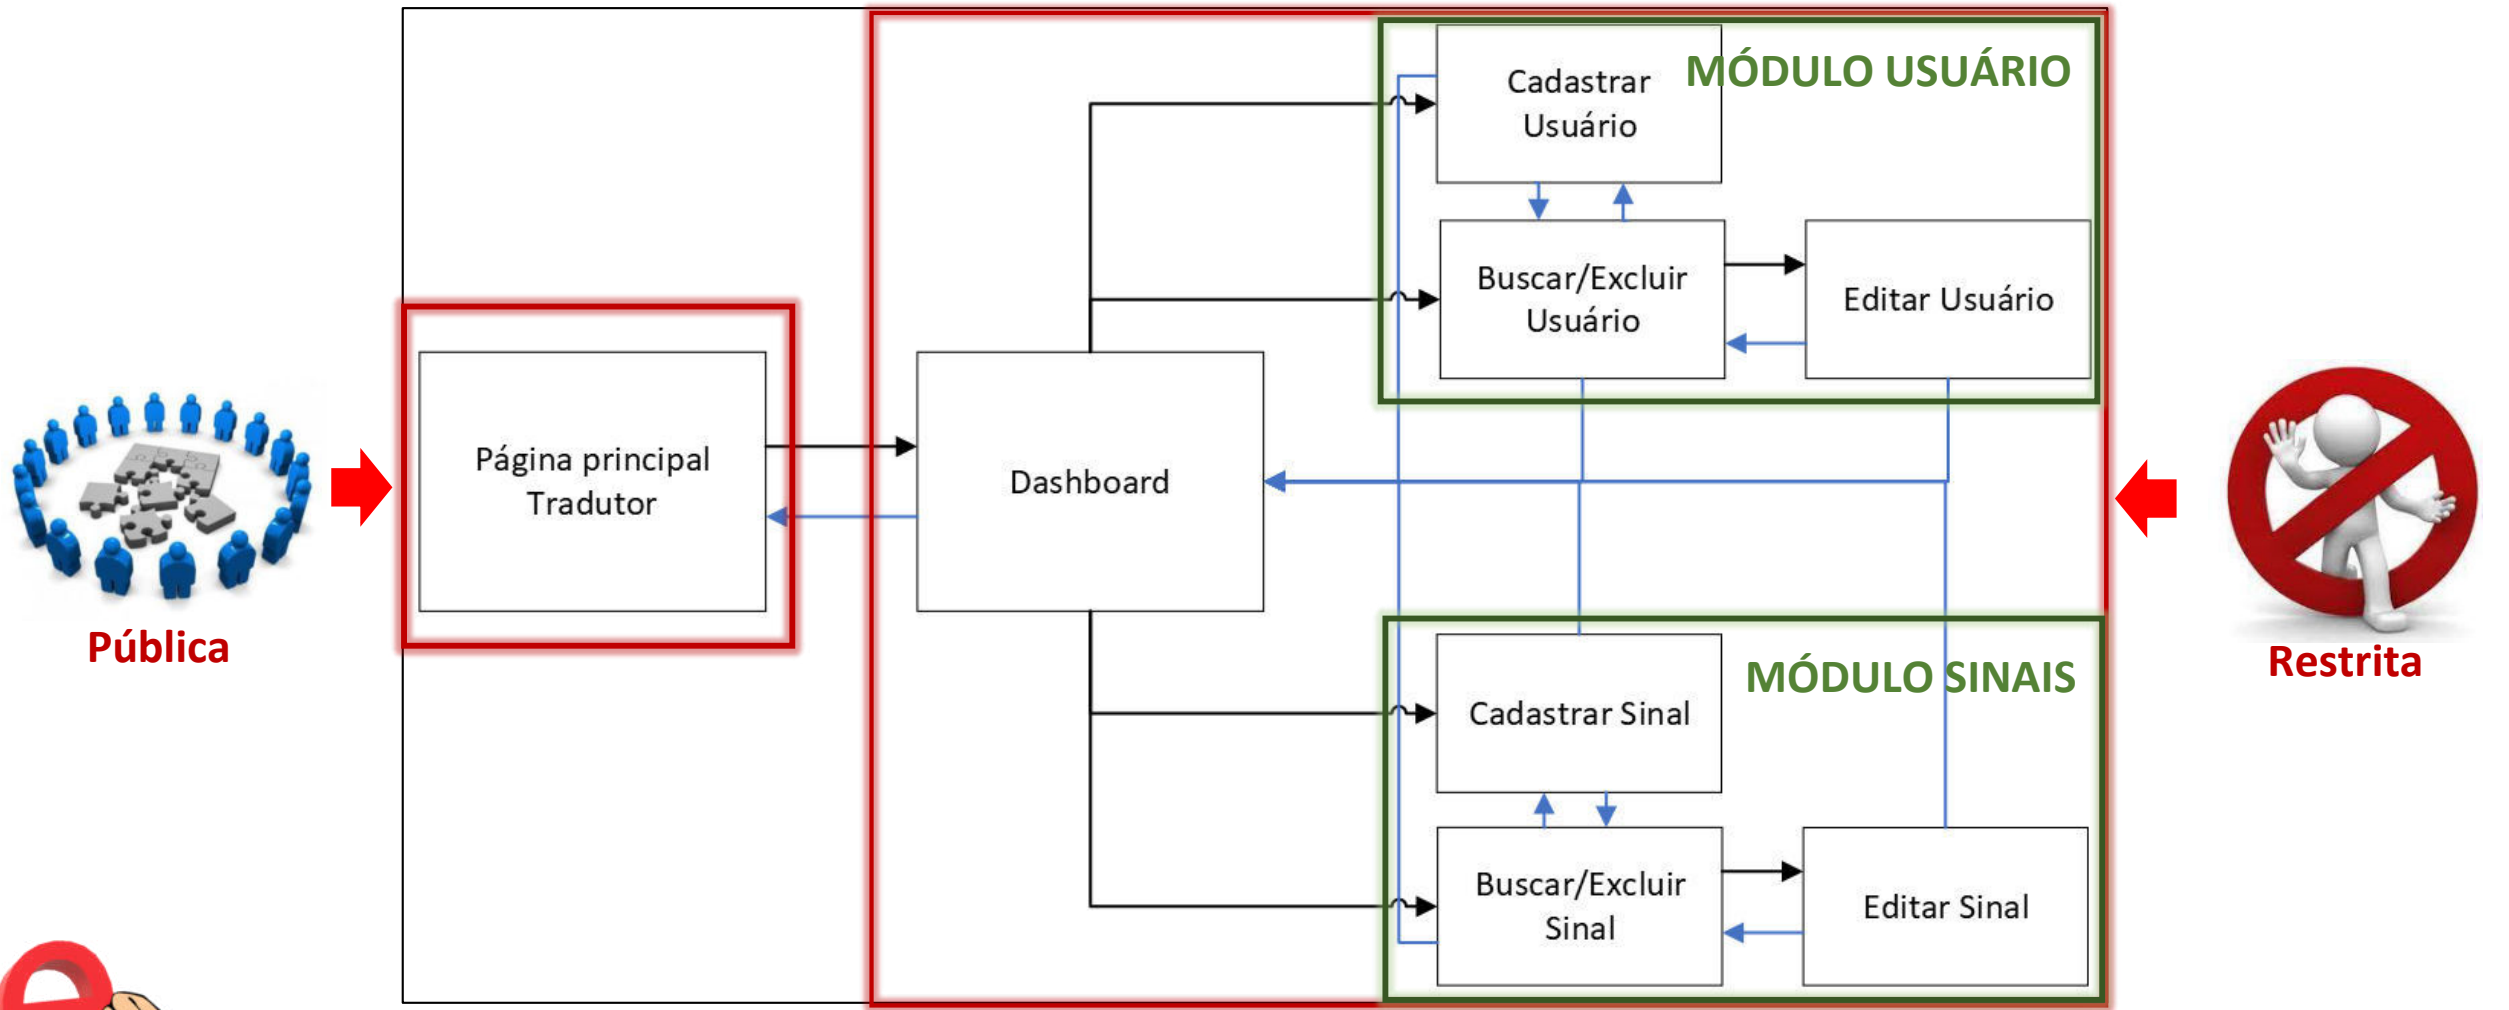 MÓDULO USUÁRIO
Cadastrar
Usuário
Buscar/Excluir
Usuário
Editar Usuário
Página principal
Tradutor
Dashboard
Pública
Restrita
MÓDULO SINAIS
Cadastrar Sinal
Buscar/Excluir
Sinal
Editar Sinal